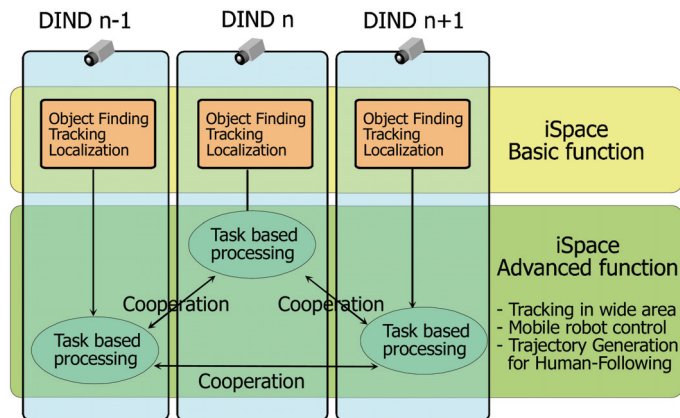 DIND n-1
DIND n
DIND n+1
Object Finding
Tracking
Localization
Object Finding
Tracking
Localization
Object Finding
Tracking
Localization
iSpace
Basic function
Task based
processing
iSpace
Advanced function
- Tracking in wide area
- Mobile robot control
- Trajectory Generation
for Human-Following
Cooperation
Cooperation
Task based
processing
Task based
processing
Cooperation